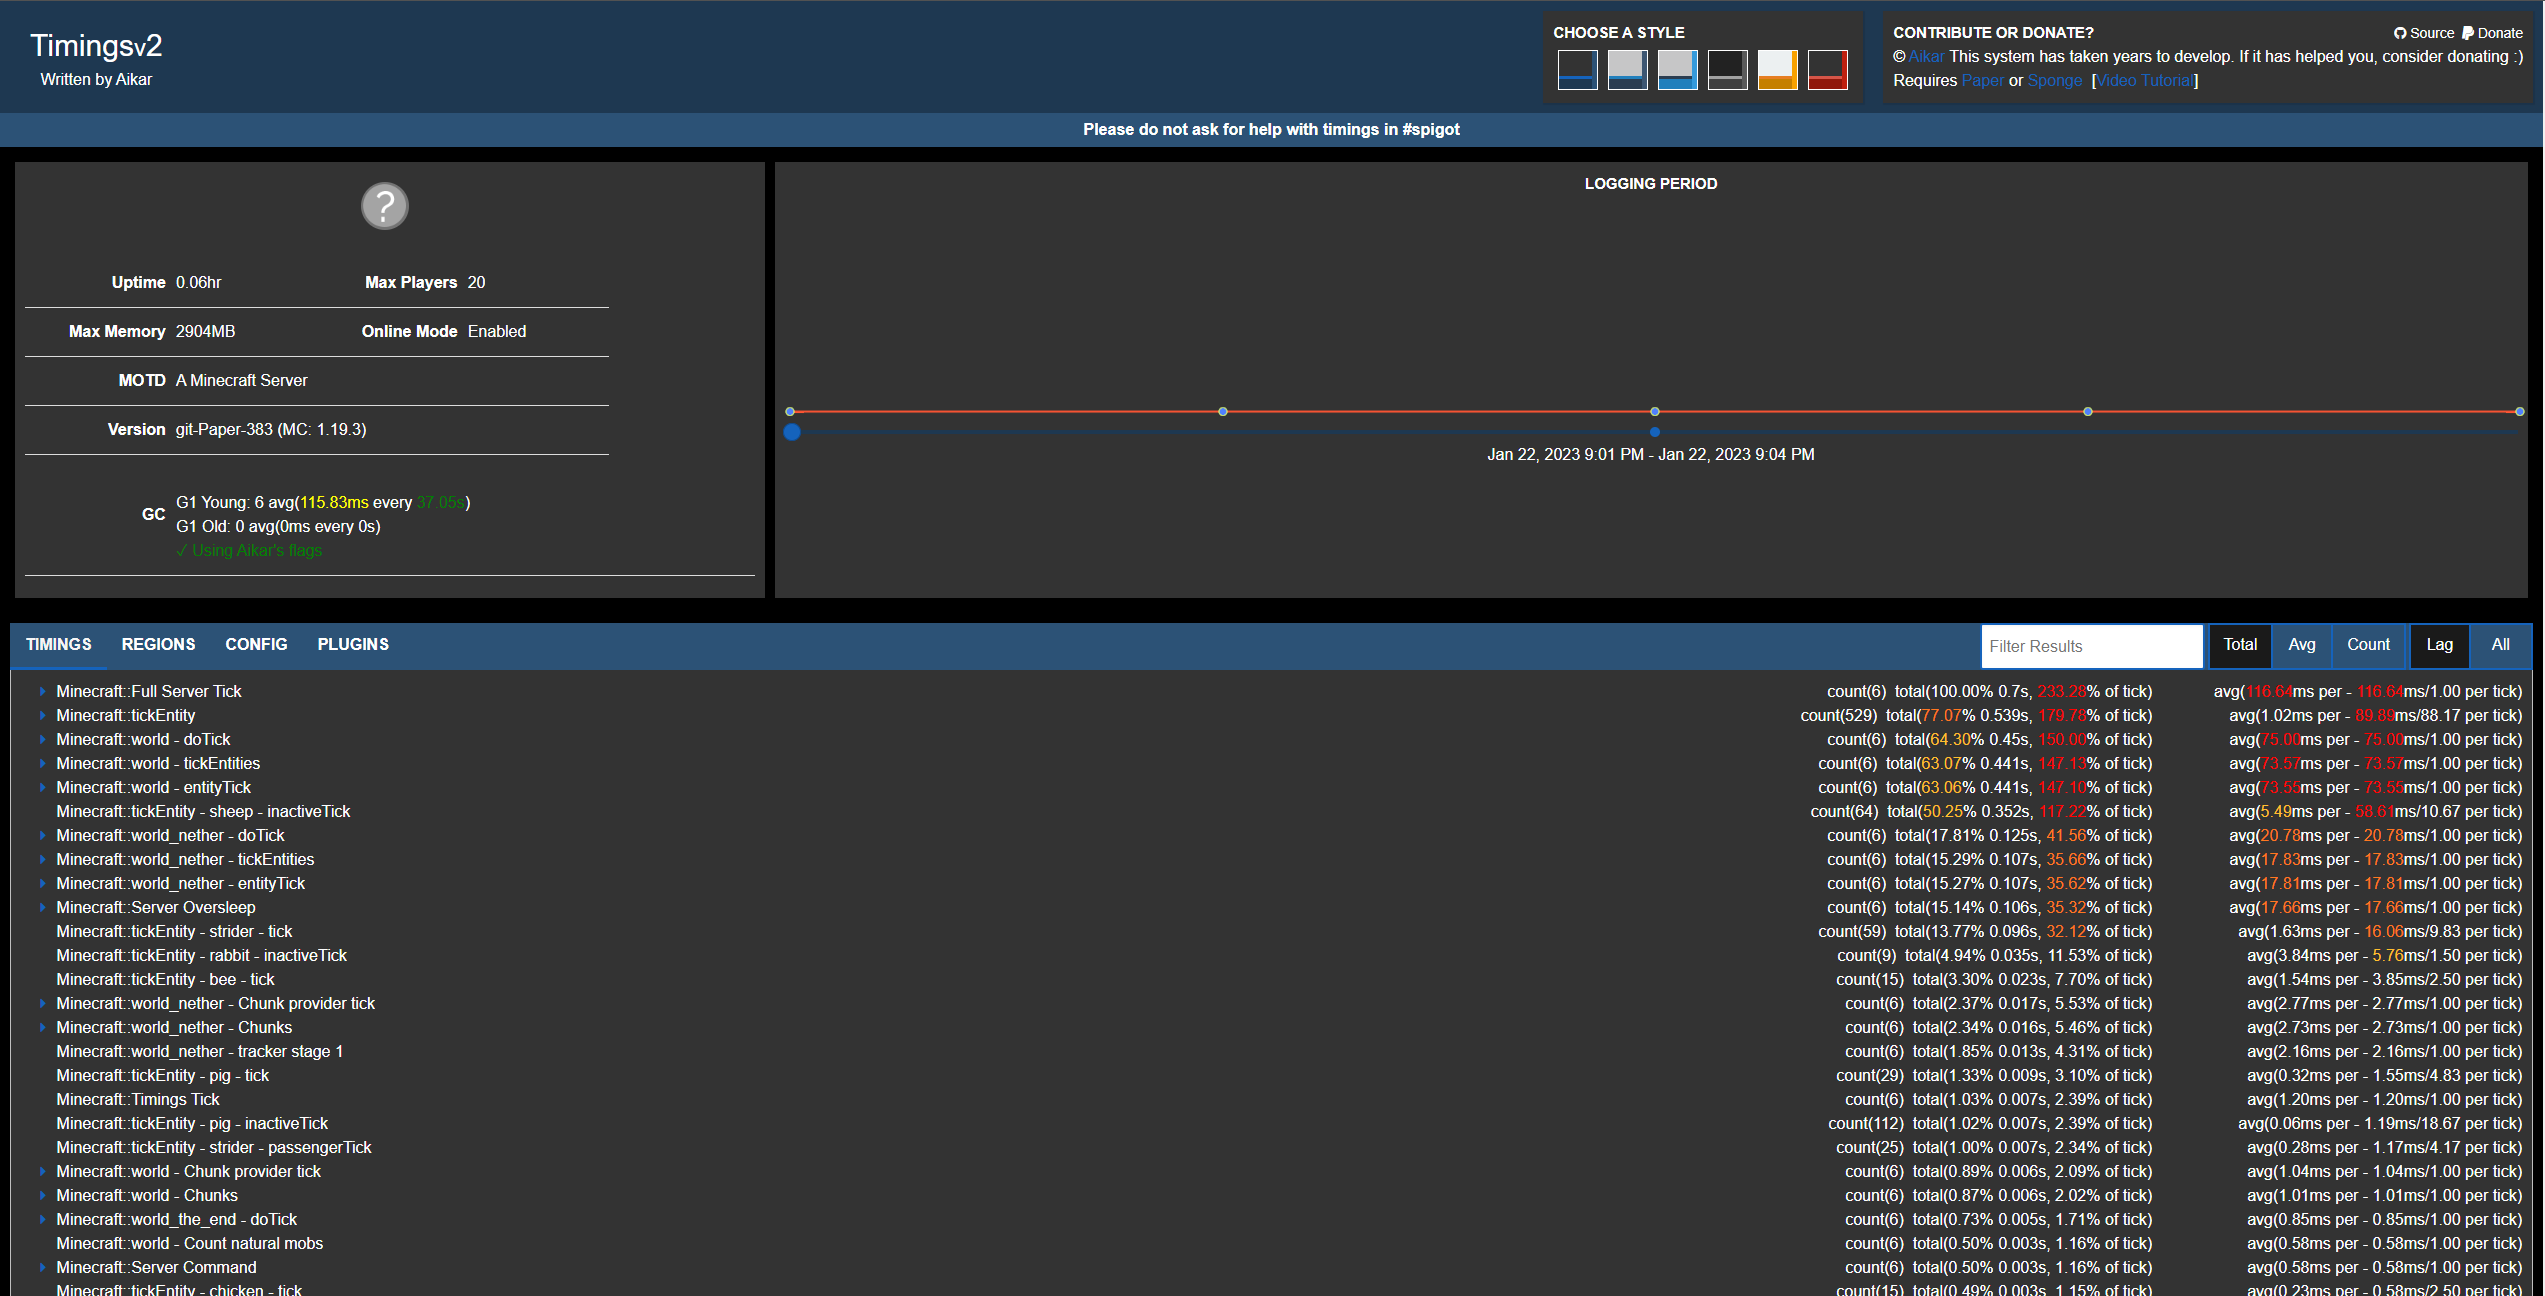 Timingsv2
Written by Aikar
CHOOSE A STYLE
CONTRIBUTE OR DONATE?
Source Donate
© Aikar This system has taken years to develop. If it has helped you, consider donating :)
Requires Paper or Sponge [Video Tutorial]
Please do not ask for help with timings in #spigot
?
Uptime 0.06hr Max Players 20
Max Memory 2904MB Online Mode Enabled
MOTD A Minecraft Server
Version git-Paper-383 (MC: 1.19.3)
GC
G1 Young: 6 avg(115.83ms every 37.05s)
G1 Old: 0 avg(0ms every 0s)
✓ Using Aikar's flags
LOGGING PERIOD
Jan 22, 2023 9:01 PM - Jan 22, 2023 9:04 PM
TIMINGS REGIONS CONFIG PLUGINS Filter Results Total Avg Count Lag All
Minecraft::Full Server Tick count(6) total(100.00% 0.7s, 233.28% of tick) avg(116.64ms per - 116.64ms/1.00 per tick)
Minecraft::tickEntity count(529) total(77.07% 0.539s, 179.78% of tick) avg(1.02ms per - 89.89ms/88.17 per tick)
Minecraft::world - doTick count(6) total(64.30% 0.45s, 150.00% of tick) avg(75.00ms per - 75.00ms/1.00 per tick)
Minecraft::world - tickEntities count(6) total(63.07% 0.441s, 147.13% of tick) avg(73.57ms per - 73.57ms/1.00 per tick)
Minecraft::world - entityTick count(6) total(63.06% 0.441s, 147.10% of tick) avg(73.55ms per - 73.55ms/1.00 per tick)
Minecraft::tickEntity - sheep - inactiveTick count(64) total(50.25% 0.352s, 117.22% of tick) avg(5.49ms per - 58.61ms/10.67 per tick)
Minecraft::world_nether - doTick count(6) total(17.81% 0.125s, 41.56% of tick) avg(20.78ms per - 20.78ms/1.00 per tick)
Minecraft::world_nether - tickEntities count(6) total(15.29% 0.107s, 35.66% of tick) avg(17.83ms per - 17.83ms/1.00 per tick)
Minecraft::world_nether - entityTick count(6) total(15.27% 0.107s, 35.62% of tick) avg(17.81ms per - 17.81ms/1.00 per tick)
Minecraft::Server Oversleep count(6) total(15.14% 0.106s, 35.32% of tick) avg(17.66ms per - 17.66ms/1.00 per tick)
Minecraft::tickEntity - strider - tick count(59) total(13.77% 0.096s, 32.12% of tick) avg(1.63ms per - 16.06ms/9.83 per tick)
Minecraft::tickEntity - rabbit - inactiveTick count(9) total(4.94% 0.035s, 11.53% of tick) avg(3.84ms per - 5.76ms/1.50 per tick)
Minecraft::tickEntity - bee - tick count(15) total(3.30% 0.023s, 7.70% of tick) avg(1.54ms per - 3.85ms/2.50 per tick)
Minecraft::world_nether - Chunk provider tick count(6) total(2.37% 0.017s, 5.53% of tick) avg(2.77ms per - 2.77ms/1.00 per tick)
Minecraft::world_nether - Chunks count(6) total(2.34% 0.016s, 5.46% of tick) avg(2.73ms per - 2.73ms/1.00 per tick)
Minecraft::world_nether - tracker stage 1 count(6) total(1.85% 0.013s, 4.31% of tick) avg(2.16ms per - 2.16ms/1.00 per tick)
Minecraft::tickEntity - pig - tick count(29) total(1.33% 0.009s, 3.10% of tick) avg(0.32ms per - 1.55ms/4.83 per tick)
Minecraft::Timings Tick count(6) total(1.03% 0.007s, 2.39% of tick) avg(1.20ms per - 1.20ms/1.00 per tick)
Minecraft::tickEntity - pig - inactiveTick count(112) total(1.02% 0.007s, 2.39% of tick) avg(0.06ms per - 1.19ms/18.67 per tick)
Minecraft::tickEntity - strider - passengerTick count(25) total(1.00% 0.007s, 2.34% of tick) avg(0.28ms per - 1.17ms/4.17 per tick)
Minecraft::world - Chunk provider tick count(6) total(0.89% 0.006s, 2.09% of tick) avg(1.04ms per - 1.04ms/1.00 per tick)
Minecraft::world - Chunks count(6) total(0.87% 0.006s, 2.02% of tick) avg(1.01ms per - 1.01ms/1.00 per tick)
Minecraft::world_the_end - doTick count(6) total(0.73% 0.005s, 1.71% of tick) avg(0.85ms per - 0.85ms/1.00 per tick)
Minecraft::world - Count natural mobs count(6) total(0.50% 0.003s, 1.16% of tick) avg(0.58ms per - 0.58ms/1.00 per tick)
Minecraft::Server Command count(6) total(0.50% 0.003s, 1.16% of tick) avg(0.58ms per - 0.58ms/1.00 per tick)
Minecraft::tickEntity - chicken - tick count(15) total(0.49% 0.003s, 1.15% of tick) avg(0.23ms per - 0.58ms/2.50 per tick)